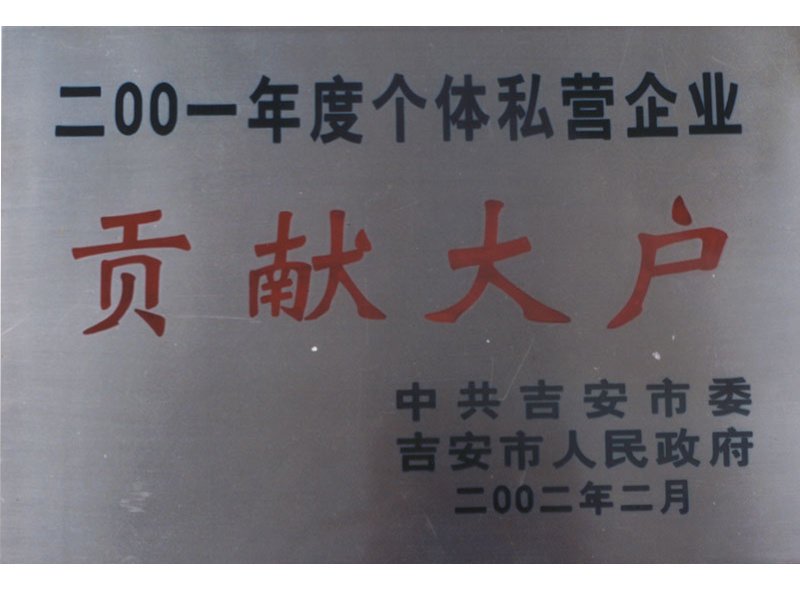 二00一年度个体私营企业
贡献大户
中共吉安市委
吉安市人民政府
二00二年二月